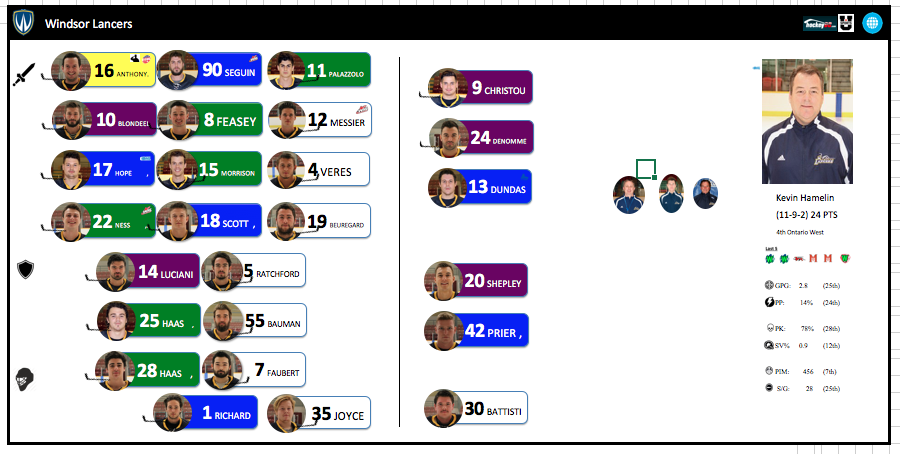 Windsor Lancers
16 ANTHONY.
90 SEGUIN
11 PALAZZOLO
10 BLONDEEL
8 FEASEY
12 MESSIER
17 HOPE ,
15 MORRISON
4 VERES
22 NESS ,
18 SCOTT ,
19 BEUREGARD
14 LUCIANI
5 RATCHFORD
25 HAAS ,
55 BAUMAN
28 HAAS ,
7 FAUBERT
1 RICHARD
35 JOYCE
9 CHRISTOU
24 DENOMME
13 DUNDAS
20 SHEPLEY
42 PRIER ,
30 BATTISTI
Kevin Hamelin
(11-9-2) 24 PTS
4th Ontario West
Last 5
GPG: 2.8 (25th)
PP: 14% (24th)
PK: 78% (28th)
SV% 0.9 (12th)
PIM: 456 (7th)
S/G: 28 (25th)